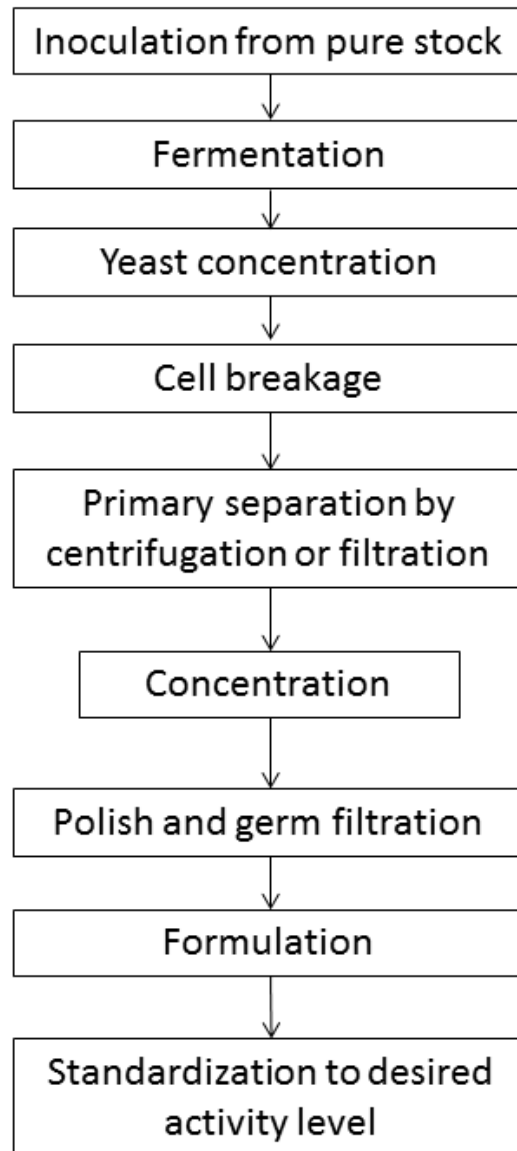 Inoculation from pure stock
Fermentation
Yeast concentration
Cell breakage
Primary separation by
centrifugation or filtration
Concentration
Polish and germ filtration
Formulation
Standardization to desired
activity level